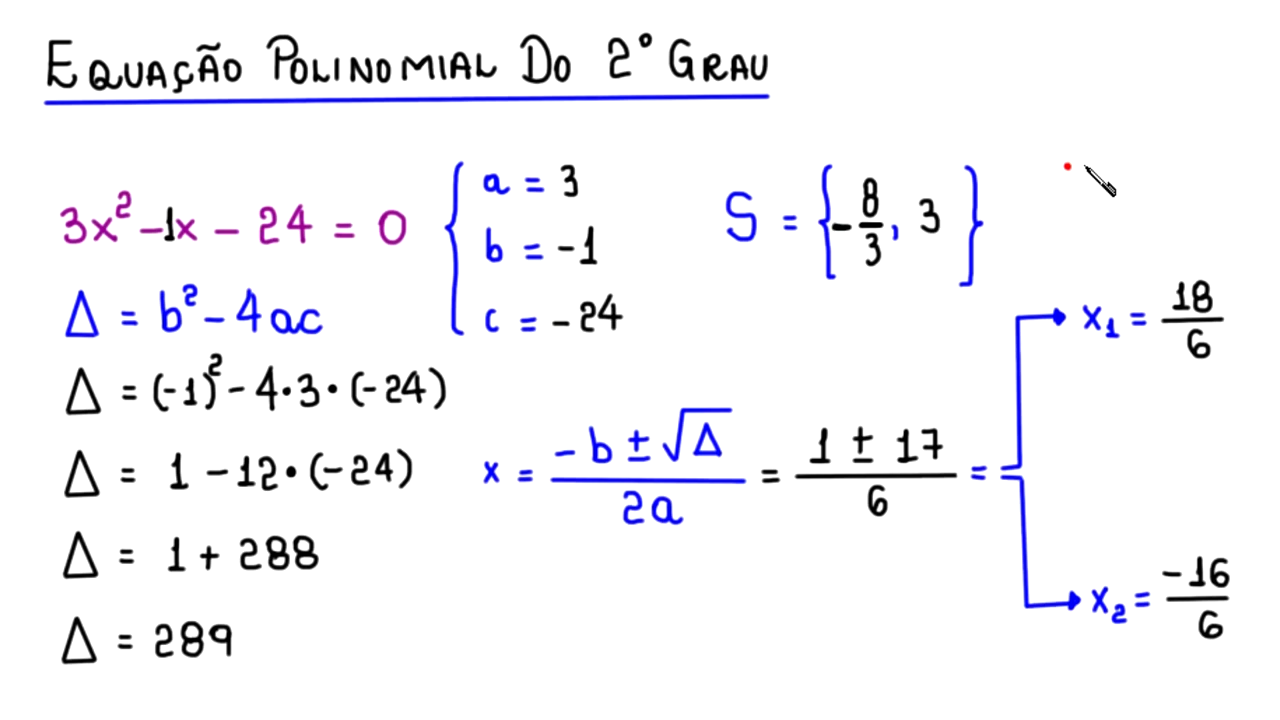 EQUAÇÃO POLINOMIAL DO 2° GRAU
3x² -1x - 24 = 0
a = 3
b = -1
c = -24
S = {-8/3, 3}
Δ = b² - 4ac
Δ = (-1)² - 4·3·(-24)
Δ = 1 - 12·(-24)
Δ = 1 + 288
Δ = 289
x = (-b ± √Δ)/2a = (1 ± 17)/6 =
x₁ = 18/6
x₂ = -16/6